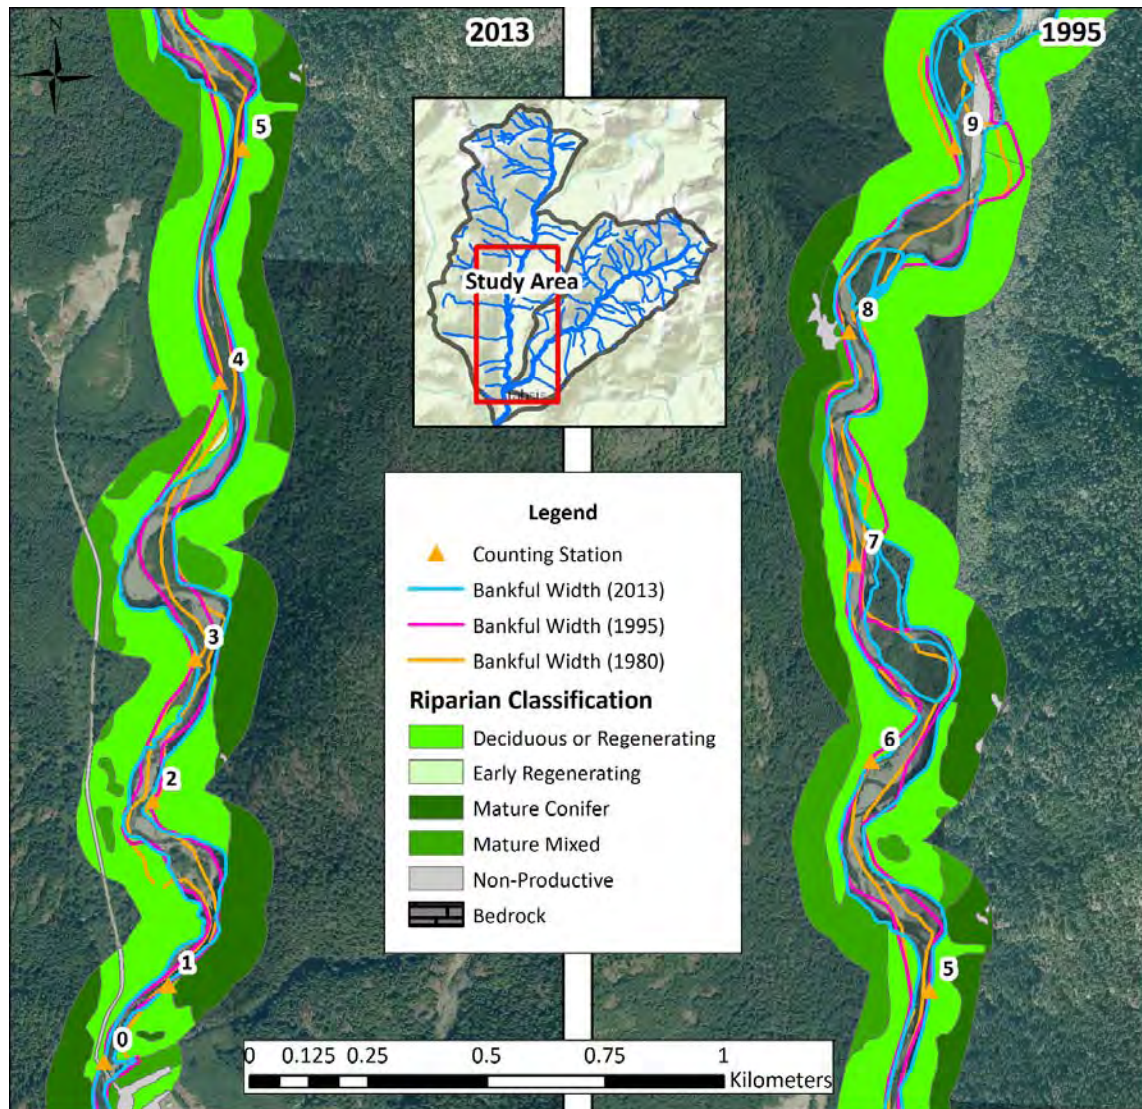 N
2013
1995
5
4
3
2
1
0
9
8
7
6
5
Study Area
Legend
Counting Station
Bankful Width (2013)
Bankful Width (1995)
Bankful Width (1980)
Riparian Classification
Deciduous or Regenerating
Early Regenerating
Mature Conifer
Mature Mixed
Non-Productive
Bedrock
0 0.125 0.25 0.5 0.75 1
Kilometers